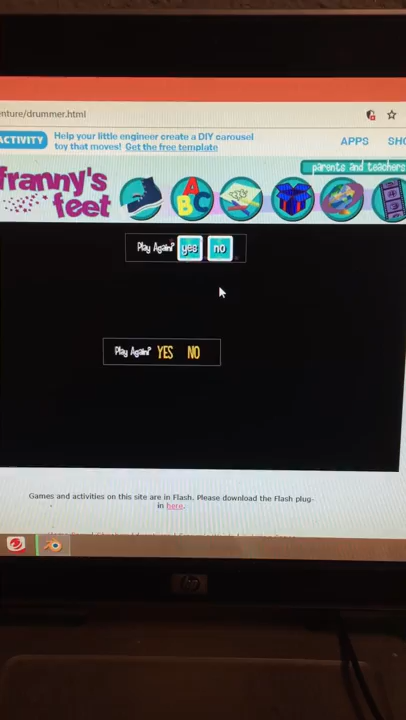 enture/drummer.html
ACTIVITY
Help your little engineer create a DIY carousel
toy that moves! Get the free template
APPS
SHO
parents and teachers
franny's
feet
A
B C
Play Again? yes no
Play Again? YES NO
Games and activities on this site are in Flash. Please download the Flash plug-
in here.
hp